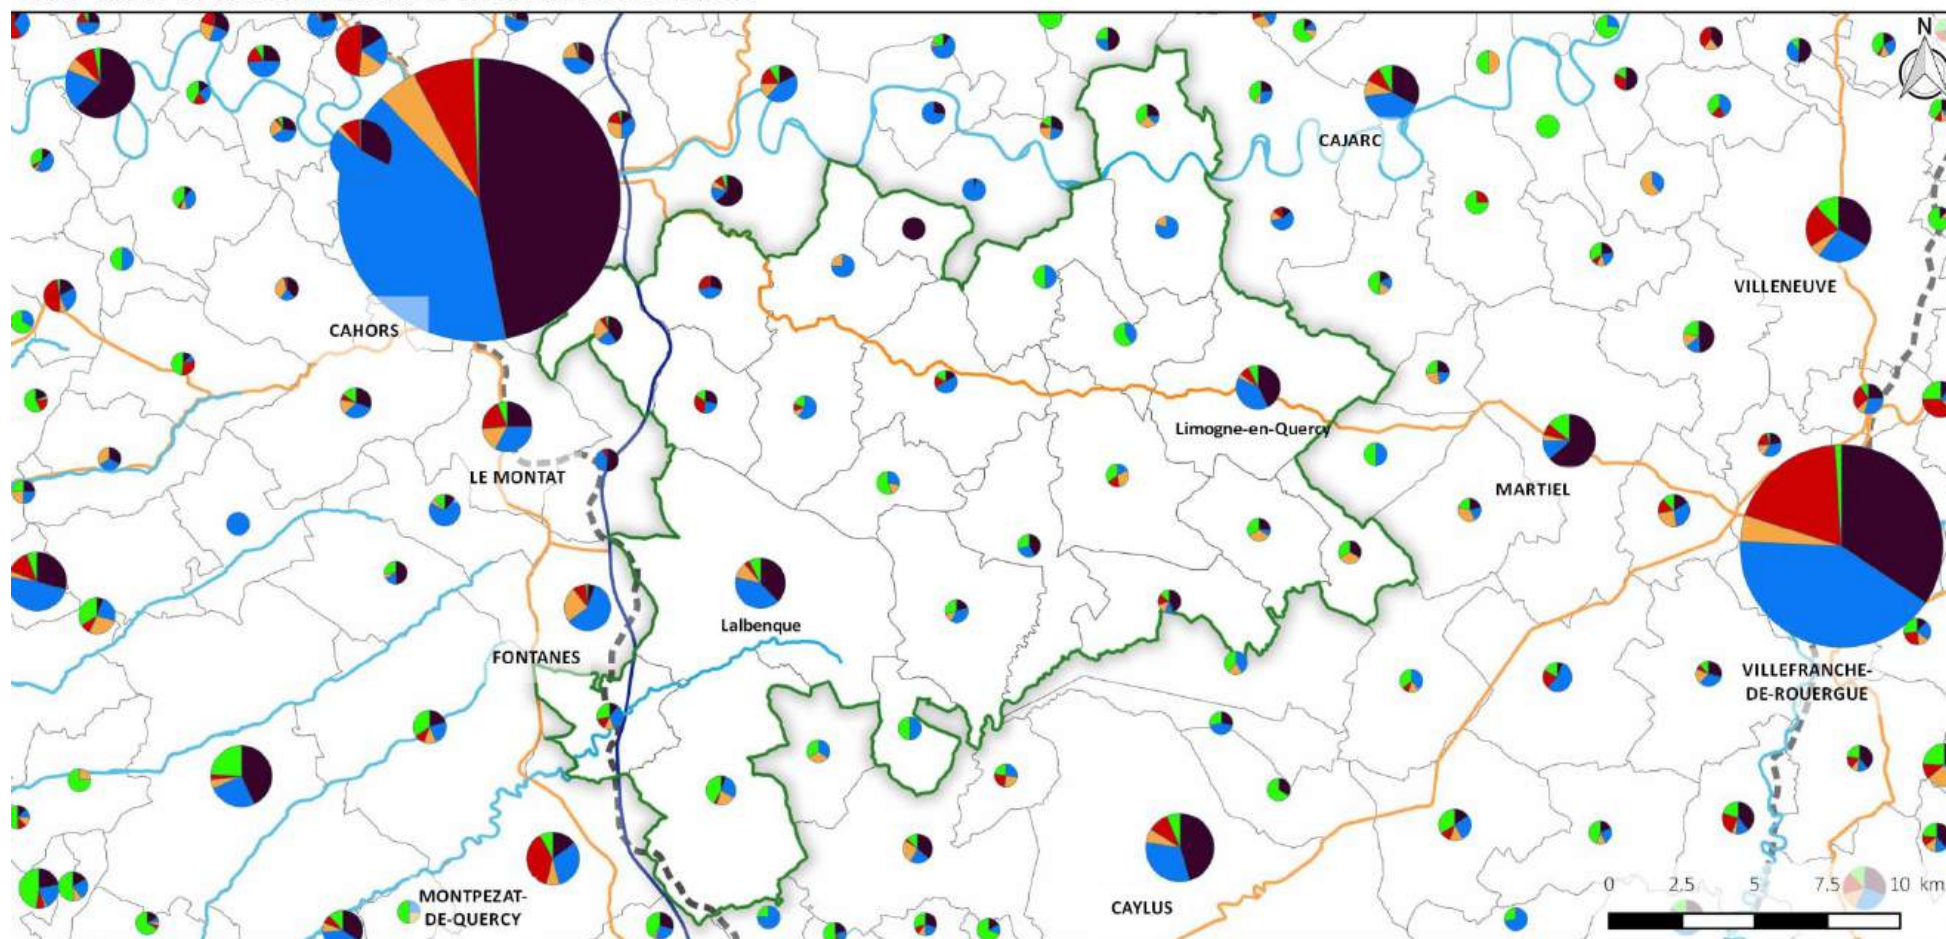 N
CAJARC
VILLENEUVE
CAHORS
Limogne-en-Quercy
LE MONTAT
MARTIEL
Lalbenque
FONTANES
VILLEFRANCHE-
DE-ROUERGUE
MONTPEZAT-
DE-QUERCY
CAYLUS
0 2.5 5 7.5 10 km